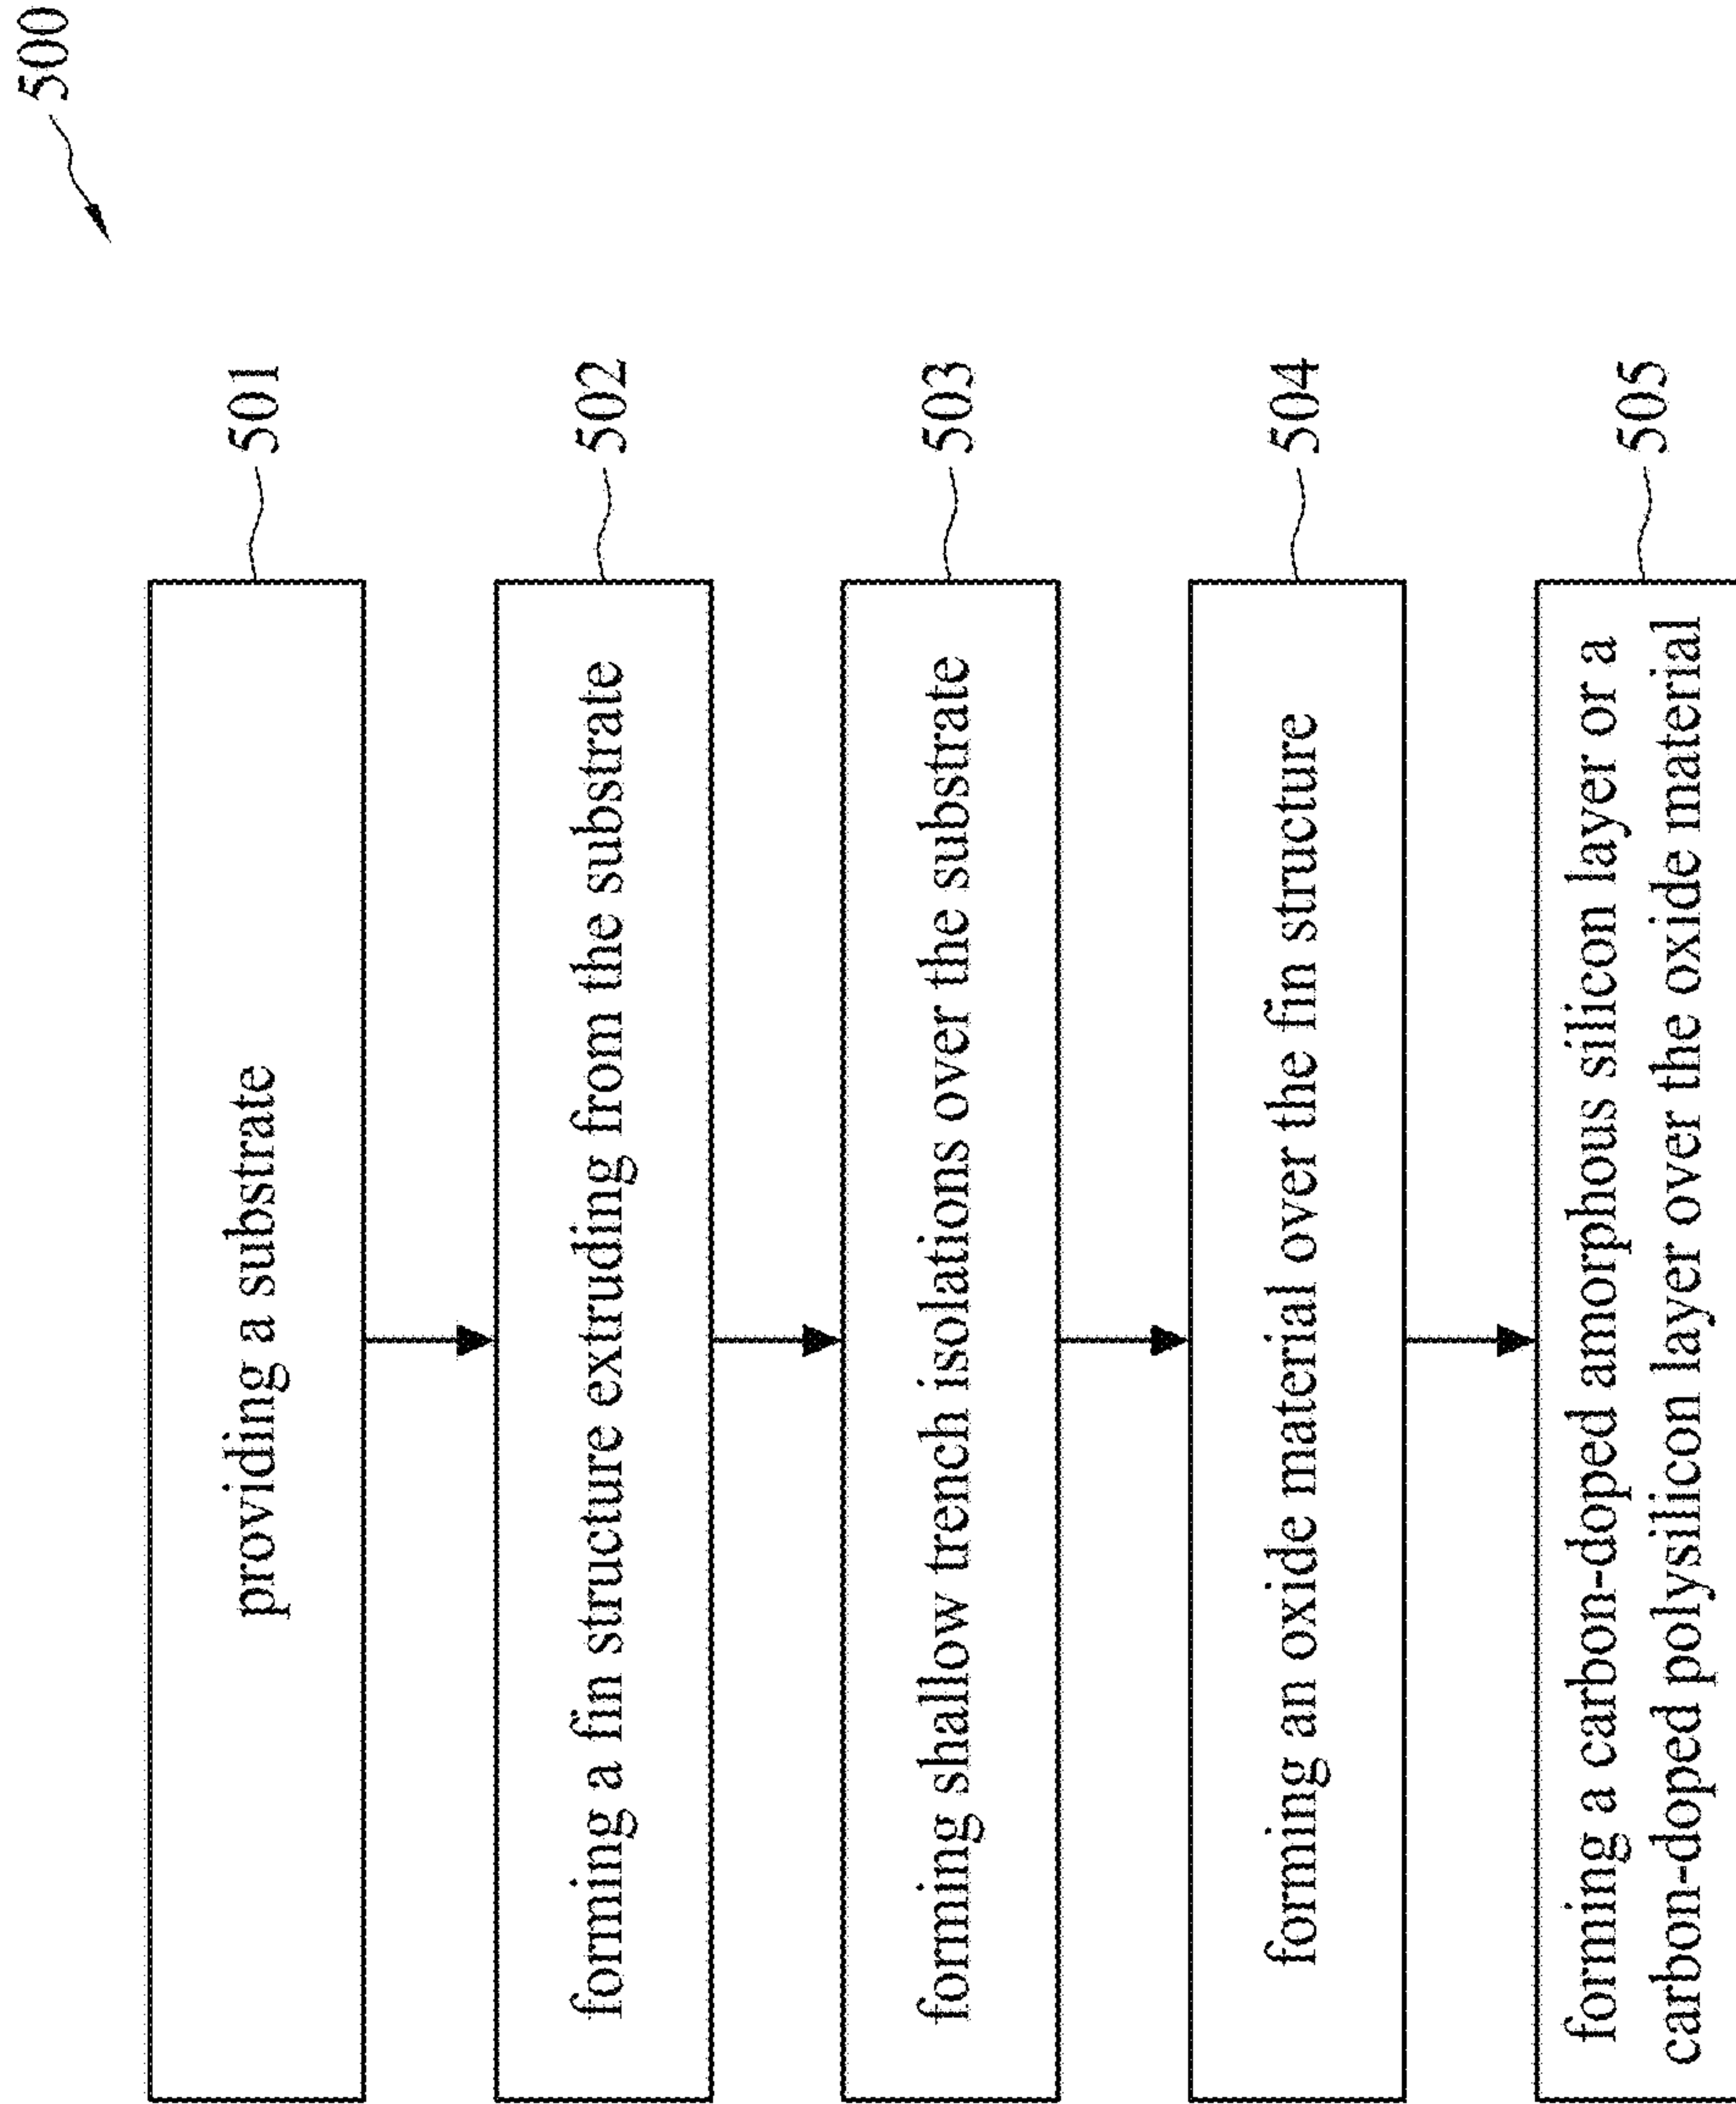 500
providing a substrate
501
forming a fin structure extruding from the substrate
502
forming shallow trench isolations over the substrate
503
forming an oxide material over the fin structure
504
forming a carbon-doped amorphous silicon layer or a
carbon-doped polysilicon layer over the oxide material
505